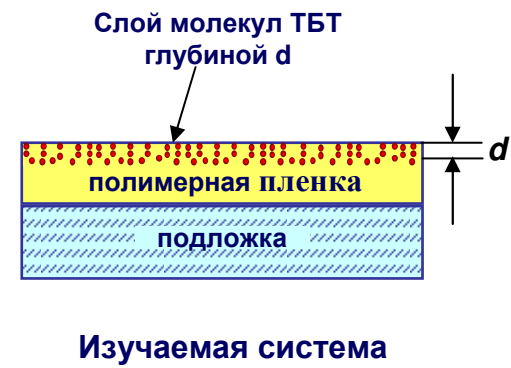 Слой молекул ТБТ
глубиной d
d
полимерная пленка
подложка
Изучаемая система